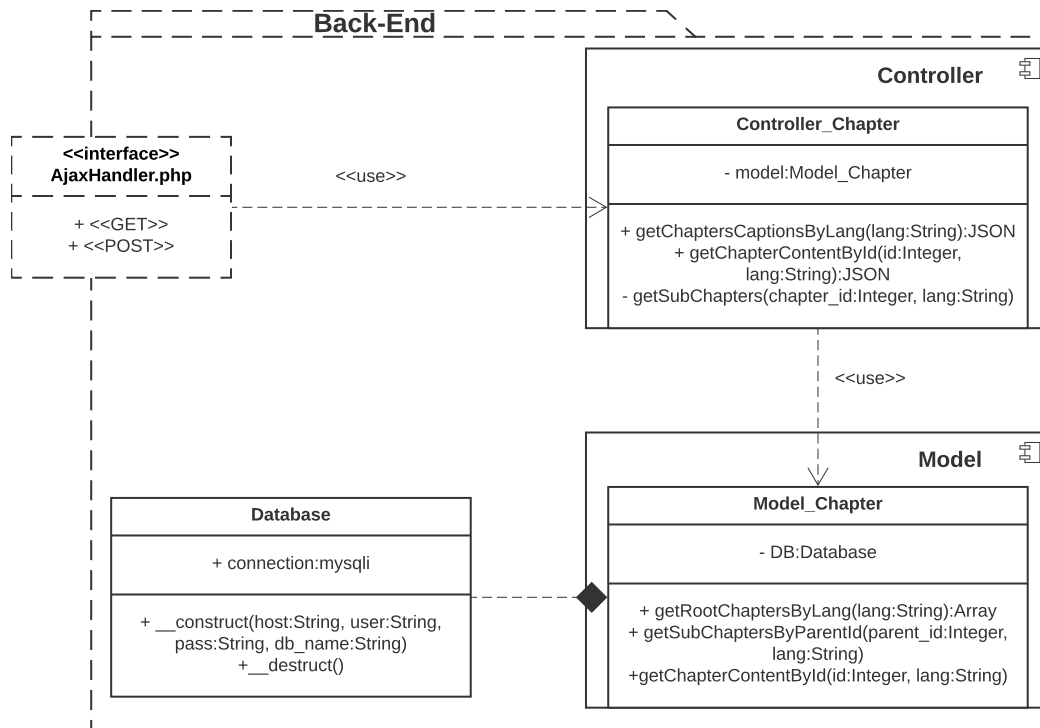 Back-End
Controller
Controller_Chapter
- model:Model_Chapter
+ getChaptersCaptionsByLang(lang:String):JSON
+ getChapterContentById(id:Integer,
lang:String):JSON
- getSubChapters(chapter_id:Integer, lang:String)
<<interface>>
AjaxHandler.php
+ <<GET>>
+ <<POST>>
<<use>>
<<use>>
Model
Model_Chapter
- DB:Database
+ getRootChaptersByLang(lang:String):Array
+ getSubChaptersByParentId(parent_id:Integer,
lang:String)
+getChapterContentById(id:Integer, lang:String)
Database
+ connection:mysqli
+ __construct(host:String, user:String,
pass:String, db_name:String)
+__destruct()